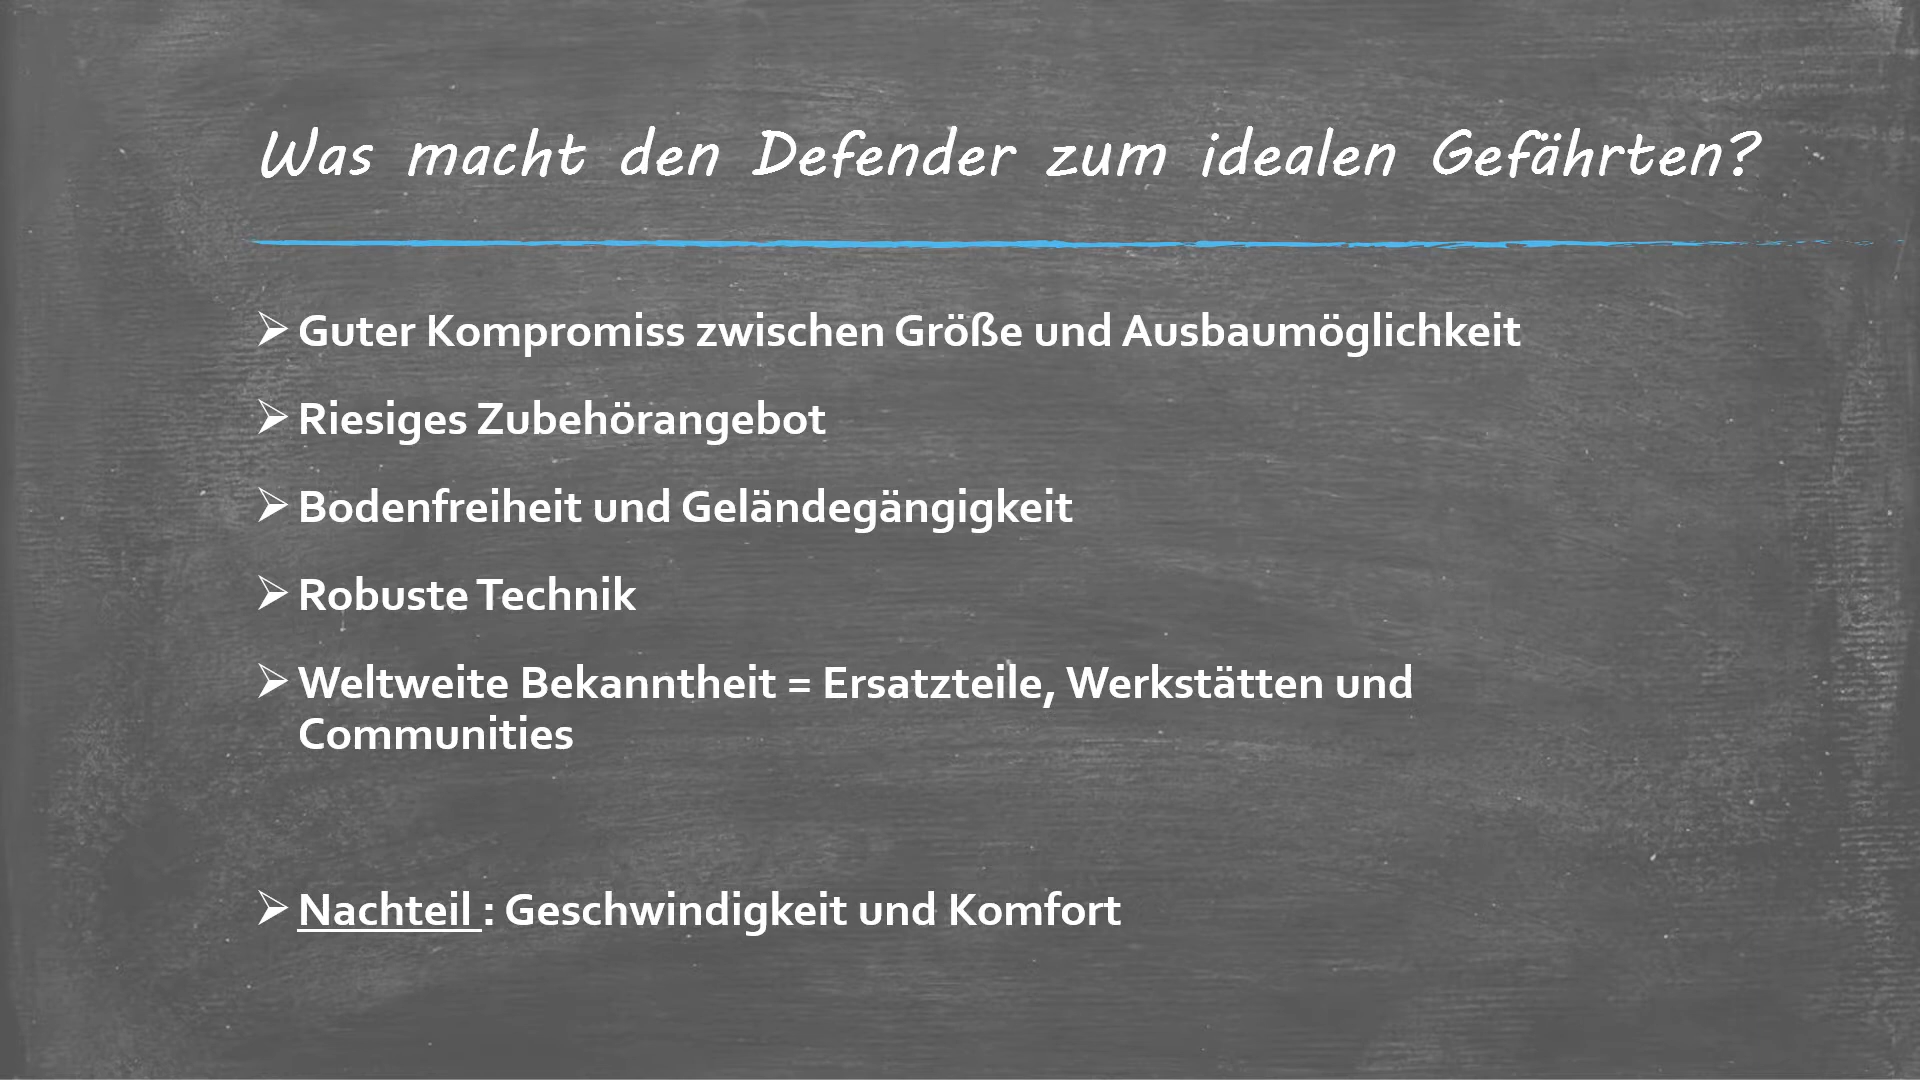 Was macht den Defender zum idealen Gefährten?
➢ Guter Kompromiss zwischen Größe und Ausbaumöglichkeit
➢ Riesiges Zubehörangebot
➢ Bodenfreiheit und Geländegängigkeit
➢ Robuste Technik
➢ Weltweite Bekanntheit = Ersatzteile, Werkstätten und
Communities
➢ Nachteil : Geschwindigkeit und Komfort